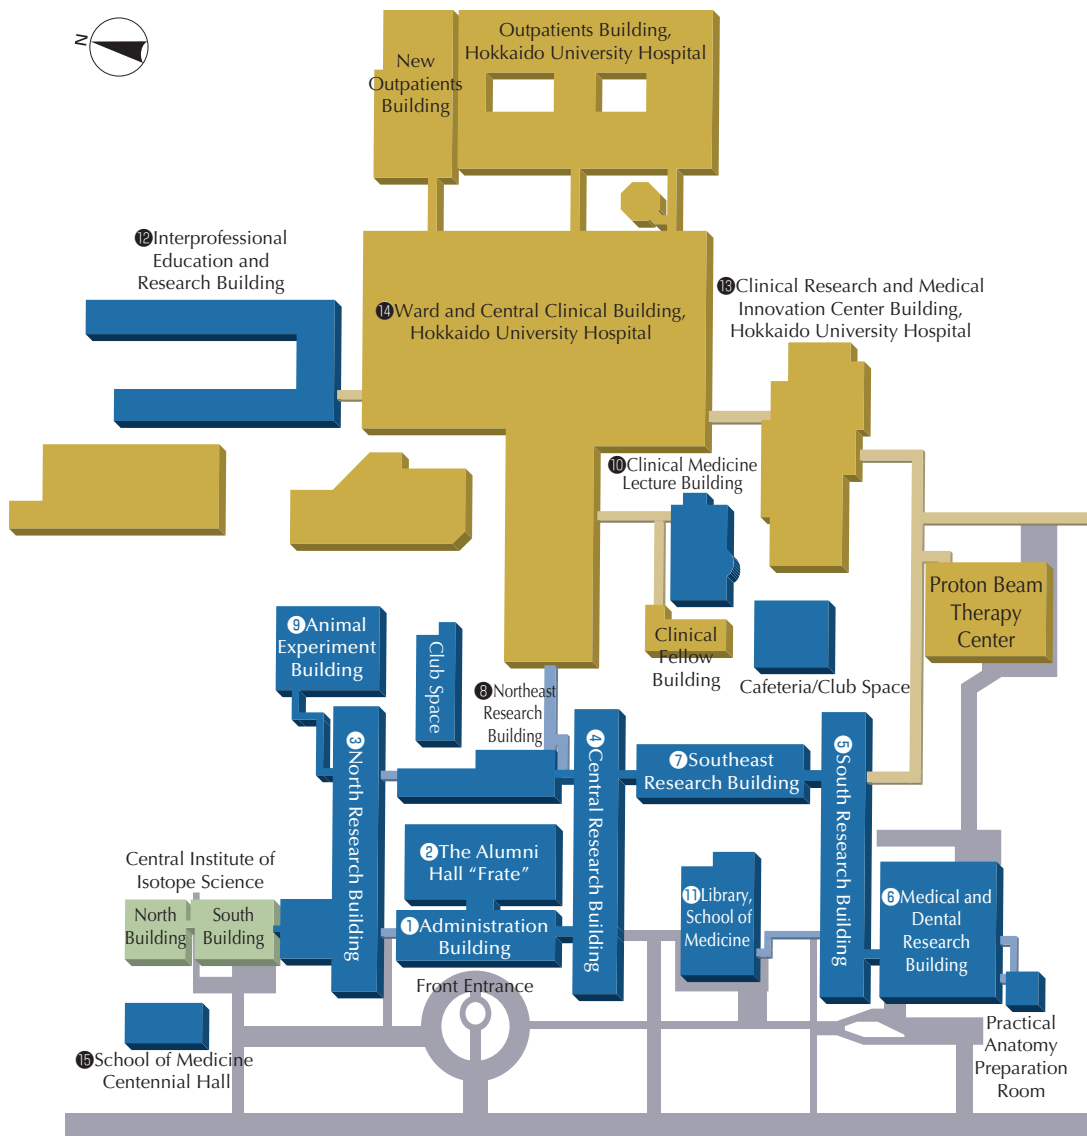 N
New
Outpatients
Building
Outpatients Building,
Hokkaido University Hospital
⓬Interprofessional
Education and
Research Building
⓮Ward and Central Clinical Building,
Hokkaido University Hospital
⓭Clinical Research and Medical
Innovation Center Building,
Hokkaido University Hospital
❿Clinical Medicine
Lecture Building
Proton Beam
Therapy
Center
❾Animal
Experiment
Building
Club Space
Clinical
Fellow
Building
Cafeteria/Club Space
❽Northeast
Research
Building
❸North Research Building
❹Central Research Building
❼Southeast
Research Building
❺South Research Building
❷The Alumni
Hall “Frate”
Central Institute of
Isotope Science
North
Building
South
Building
❶Administration
Building
⓫Library,
School of
Medicine
❻Medical and
Dental
Research
Building
Front Entrance
Practical
Anatomy
Preparation
Room
⓯School of Medicine
Centennial Hall